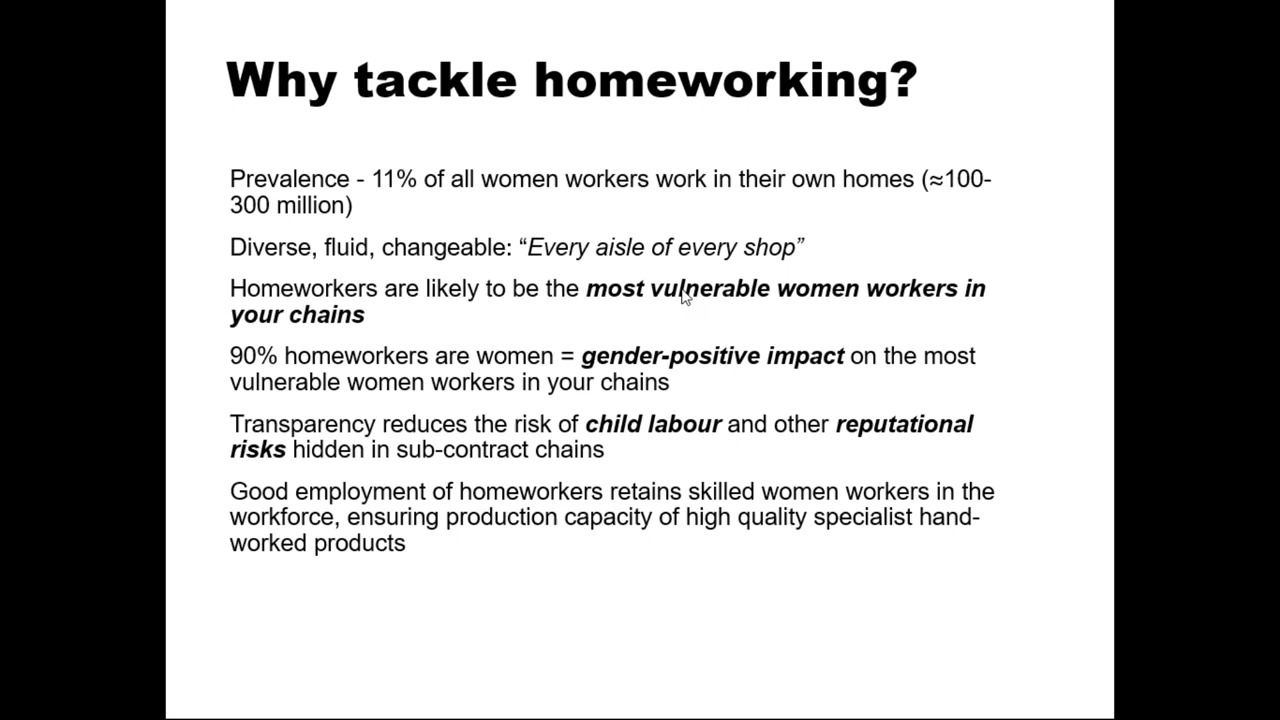 Why tackle homeworking?
Prevalence - 11% of all women workers work in their own homes (≈100-
300 million)
Diverse, fluid, changeable: “Every aisle of every shop”
Homeworkers are likely to be the most vulnerable women workers in
your chains
90% homeworkers are women = gender-positive impact on the most
vulnerable women workers in your chains
Transparency reduces the risk of child labour and other reputational
risks hidden in sub-contract chains
Good employment of homeworkers retains skilled women workers in the
workforce, ensuring production capacity of high quality specialist hand-
worked products